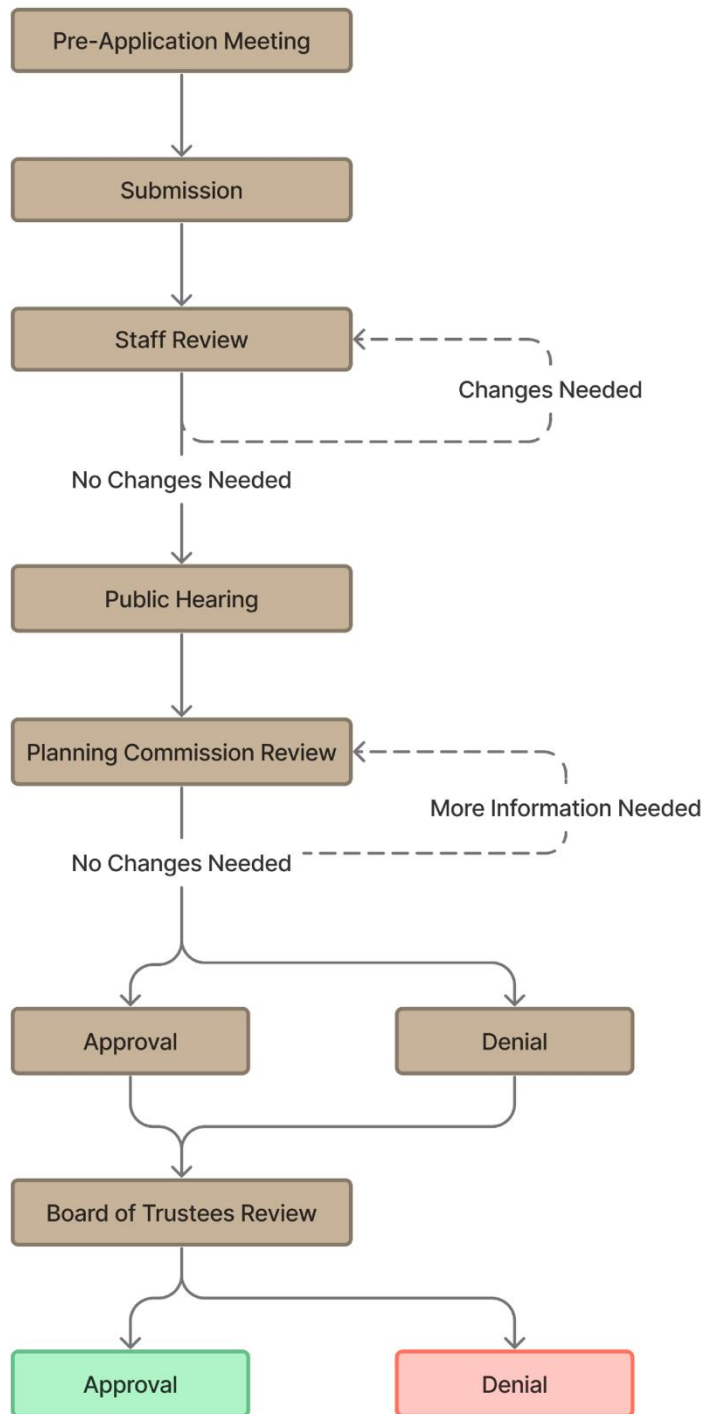 Pre-Application Meeting
Submission
Staff Review
Changes Needed
No Changes Needed
Public Hearing
Planning Commission Review
More Information Needed
No Changes Needed
Approval
Denial
Board of Trustees Review
Approval
Denial